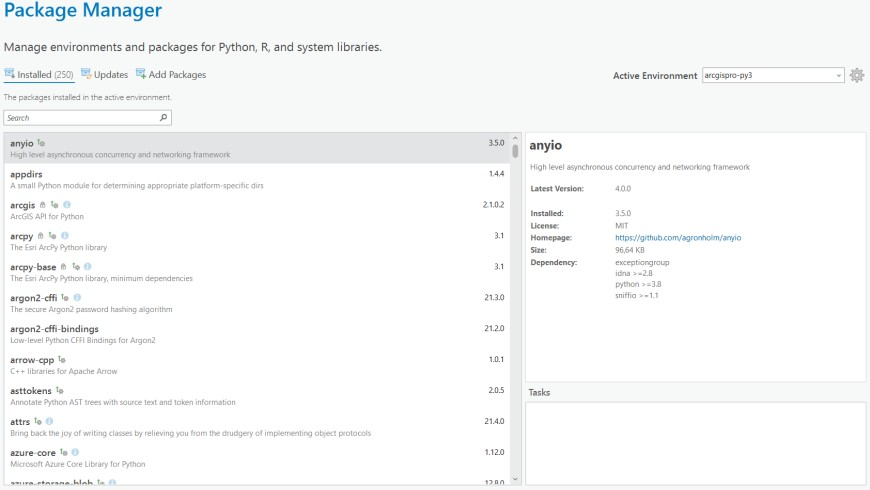 Package Manager
Manage environments and packages for Python, R, and system libraries.
Installed (250) Updates Add Packages
Active Environment arcgispro-py3
The packages installed in the active environment.
Search
anyio 3.5.0
High level asynchronous concurrency and networking framework
appdirs 1.4.4
A small Python module for determining appropriate platform-specific dirs
arcgis 2.1.0.2
ArcGIS API for Python
arcpy 3.1
The Esri ArcPy Python library
arcpy-base 3.1
The Esri ArcPy Python library, minimum dependencies
argon2-cffi 21.3.0
The secure Argon2 password hashing algorithm
argon2-cffi-bindings 21.2.0
Low-level Python CFFI Bindings for Argon2
arrow-cpp 1.0.1
C++ libraries for Apache Arrow
asttokens 2.0.5
Annotate Python AST trees with source text and token information
attrs 21.4.0
Bring back the joy of writing classes by relieving you from the drudgery of implementing object protocols
azure-core 1.12.0
Microsoft Azure Core Library for Python
azure-storage-blob 12.8.0
anyio
High level asynchronous concurrency and networking framework
Latest Version: 4.0.0
Installed: 3.5.0
License: MIT
Homepage: https://github.com/agronholm/anyio
Size: 96,64 KB
Dependency: exceptiongroup
idna >=2.8
python >=3.8
sniffio >=1.1
Tasks